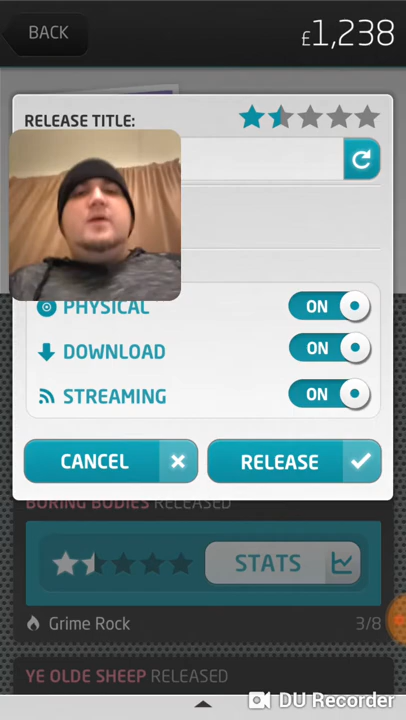 BACK
£1,238
RELEASE TITLE:
PHYSICAL
ON
DOWNLOAD
ON
STREAMING
ON
CANCEL
RELEASE
BORING BODIES RELEASED
STATS
Grime Rock
3/8
YE OLDE SHEEP RELEASED
DU Recorder